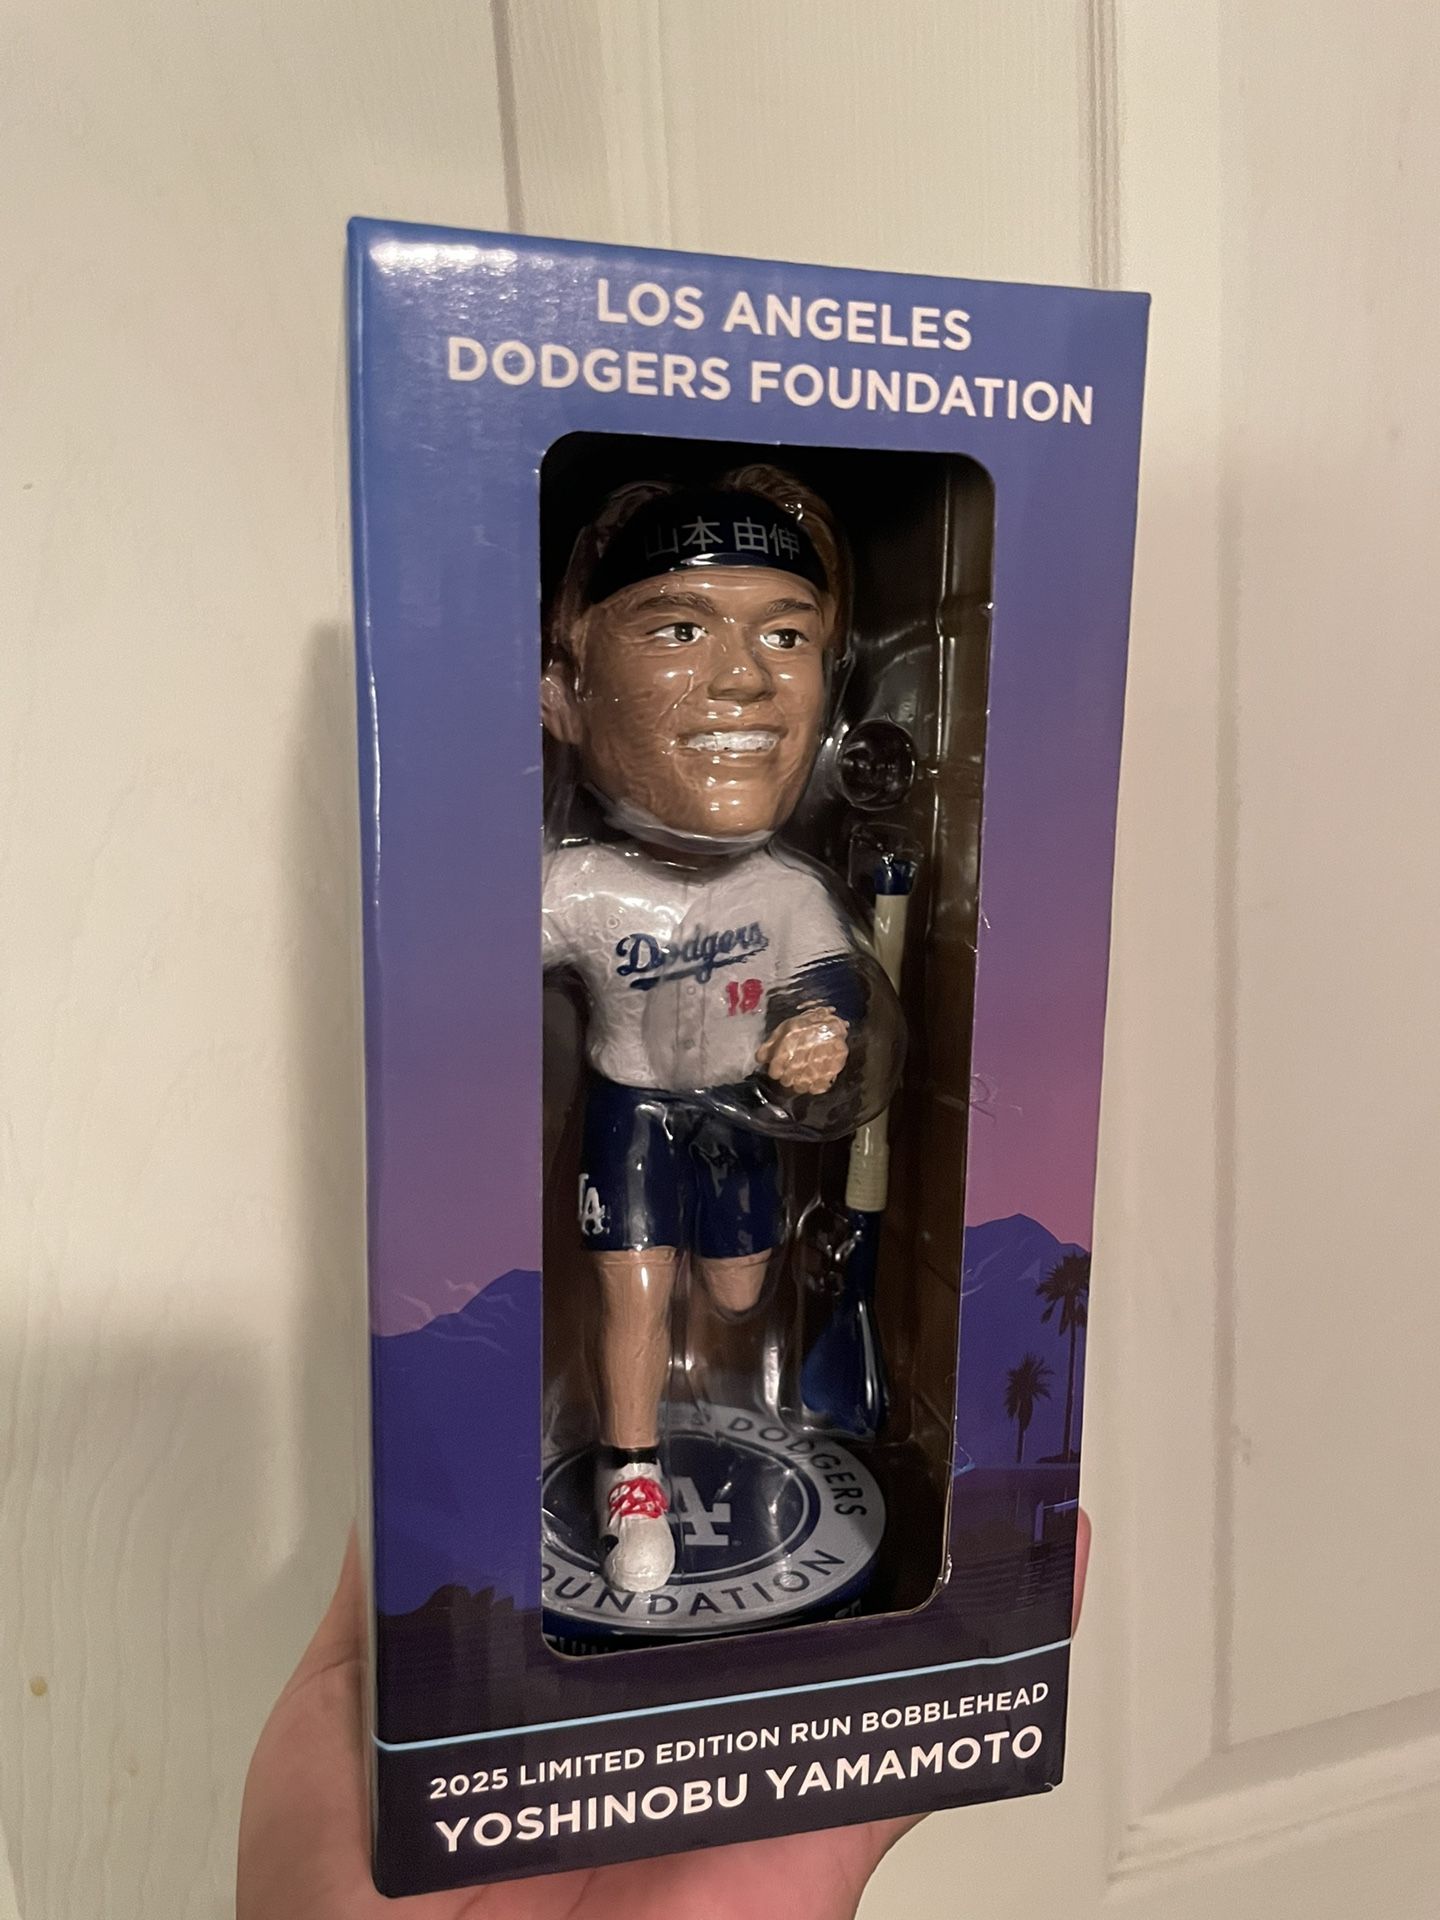 LOS ANGELES
DODGERS FOUNDATION
山本 由伸
Dodgers
18
LA
DODGERS
LA
FOUNDATION
2025 LIMITED EDITION RUN BOBBLEHEAD
YOSHINOBU YAMAMOTO